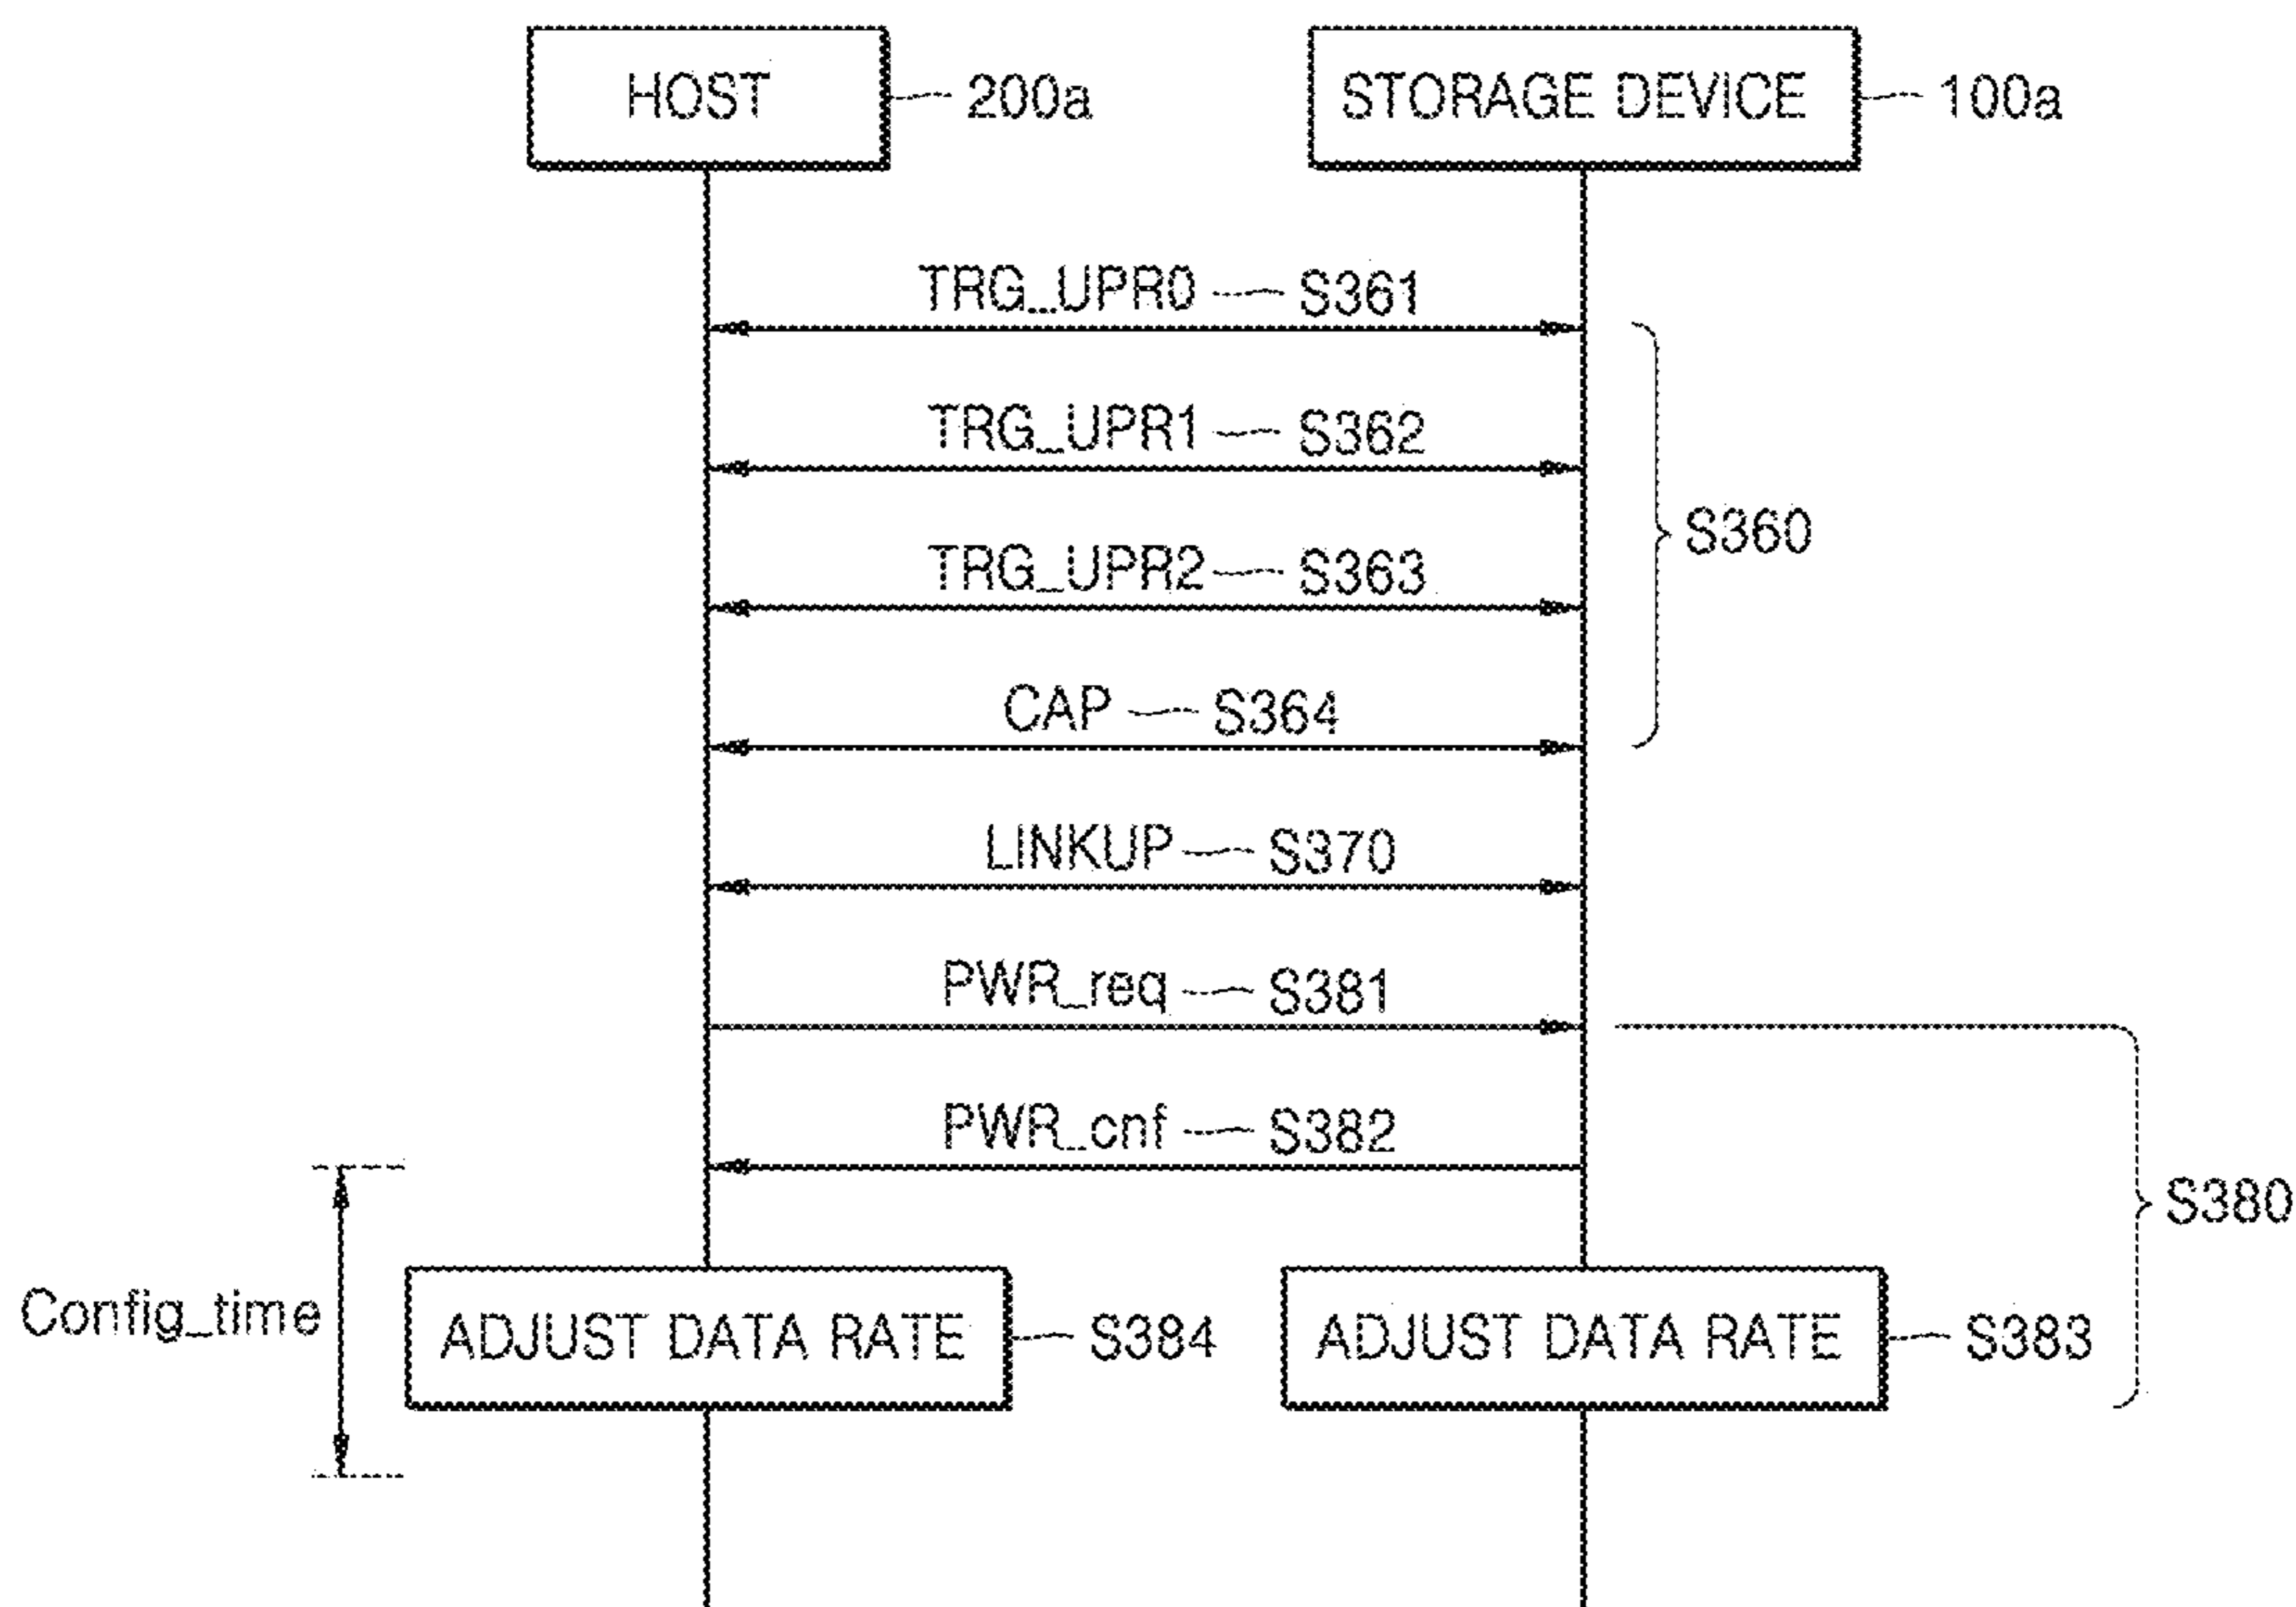 HOST 200a STORAGE DEVICE 100a
TRG_UPR0 S361
TRG_UPR1 S362
S360
TRG_UPR2 S363
CAP S364
LINKUP S370
PWR_req S381
PWR_cnf S382
S380
Config_time
ADJUST DATA RATE S384 ADJUST DATA RATE S383